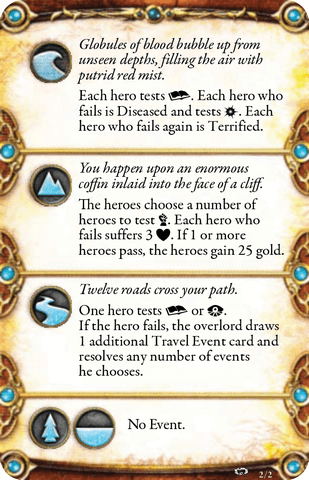 Globules of blood bubble up from
unseen depths, filling the air with
putrid red mist.
Each hero tests . Each hero who
fails is Diseased and tests . Each
hero who fails again is Terrified.
You happen upon an enormous
coffin inlaid into the face of a cliff.
The heroes choose a number of
heroes to test . Each hero who
fails suffers 3 . If 1 or more
heroes pass, the heroes gain 25 gold.
Twelve roads cross your path.
One hero tests or .
If the hero fails, the overlord draws
1 additional Travel Event card and
resolves any number of events
he chooses.
No Event.
2/2